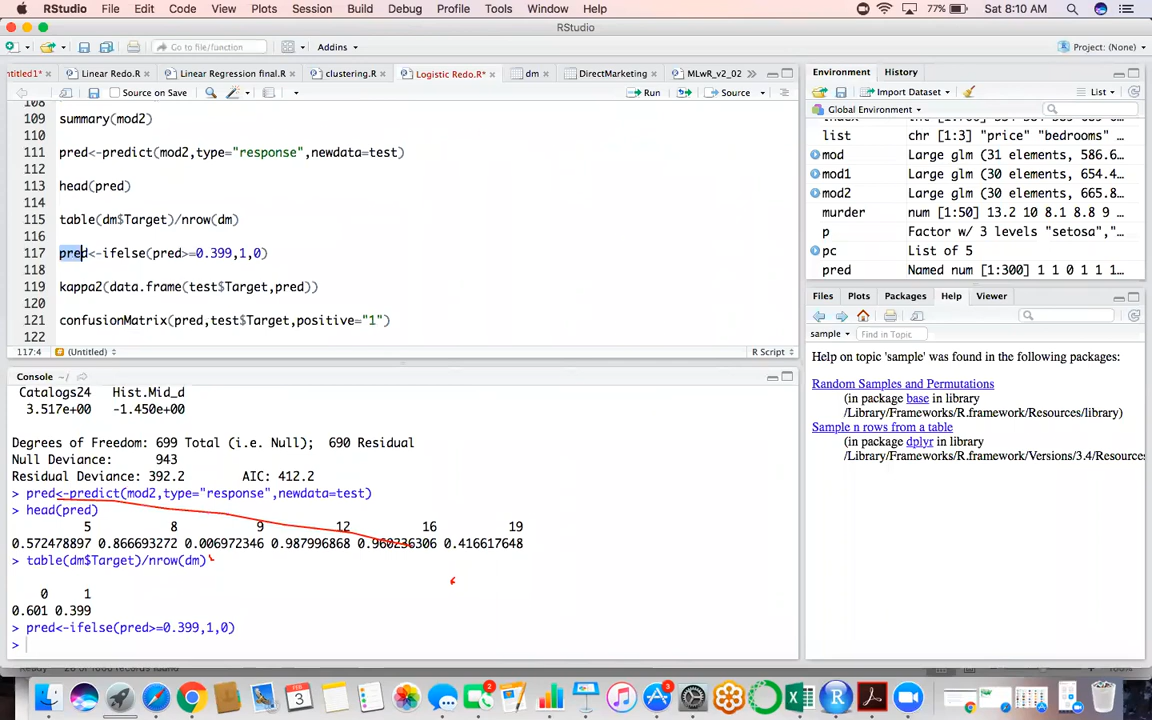 RStudio File Edit Code View Plots Session Build Debug Profile Tools Window Help 77% Sat 8:10 AM
RStudio
Go to file/function Addins Project: (None)
ntitled1* Linear Redo.R Linear Regression final.R clustering.R Logistic Redo.R* dm DirectMarketing MLwR_v2_02
Source on Save Run Source
108
109 summary(mod2)
110
111 pred<-predict(mod2,type="response",newdata=test)
112
113 head(pred)
114
115 table(dm$Target)/nrow(dm)
116
117 pred<-ifelse(pred>=0.399,1,0)
118
119 kappa2(data.frame(test$Target,pred))
120
121 confusionMatrix(pred,test$Target,positive="1")
122
117:4 (Untitled) R Script
Console ~/
Catalogs24 Hist.Mid_d
3.517e+00 -1.450e+00
Degrees of Freedom: 699 Total (i.e. Null); 690 Residual
Null Deviance: 943
Residual Deviance: 392.2 AIC: 412.2
> pred<-predict(mod2,type="response",newdata=test)
> head(pred)
5 8 9 12 16 19
0.572478897 0.866693272 0.006972346 0.987996868 0.960236306 0.416617648
> table(dm$Target)/nrow(dm)
0 1
0.601 0.399
> pred<-ifelse(pred>=0.399,1,0)
>
Environment History
Import Dataset List
Global Environment
list chr [1:3] "price" "bedrooms" …
mod Large glm (31 elements, 586.6…
mod1 Large glm (30 elements, 654.4…
mod2 Large glm (30 elements, 665.8…
murder num [1:50] 13.2 10 8.1 8.8 9 …
p Factor w/ 3 levels "setosa","…
pc List of 5
pred Named num [1:300] 1 1 0 1 1 1…
Files Plots Packages Help Viewer
sample Find in Topic
Help on topic 'sample' was found in the following packages:
Random Samples and Permutations
(in package base in library
/Library/Frameworks/R.framework/Resources/library)
Sample n rows from a table
(in package dplyr in library
/Library/Frameworks/R.framework/Versions/3.4/Resources
MAR
3
2
3